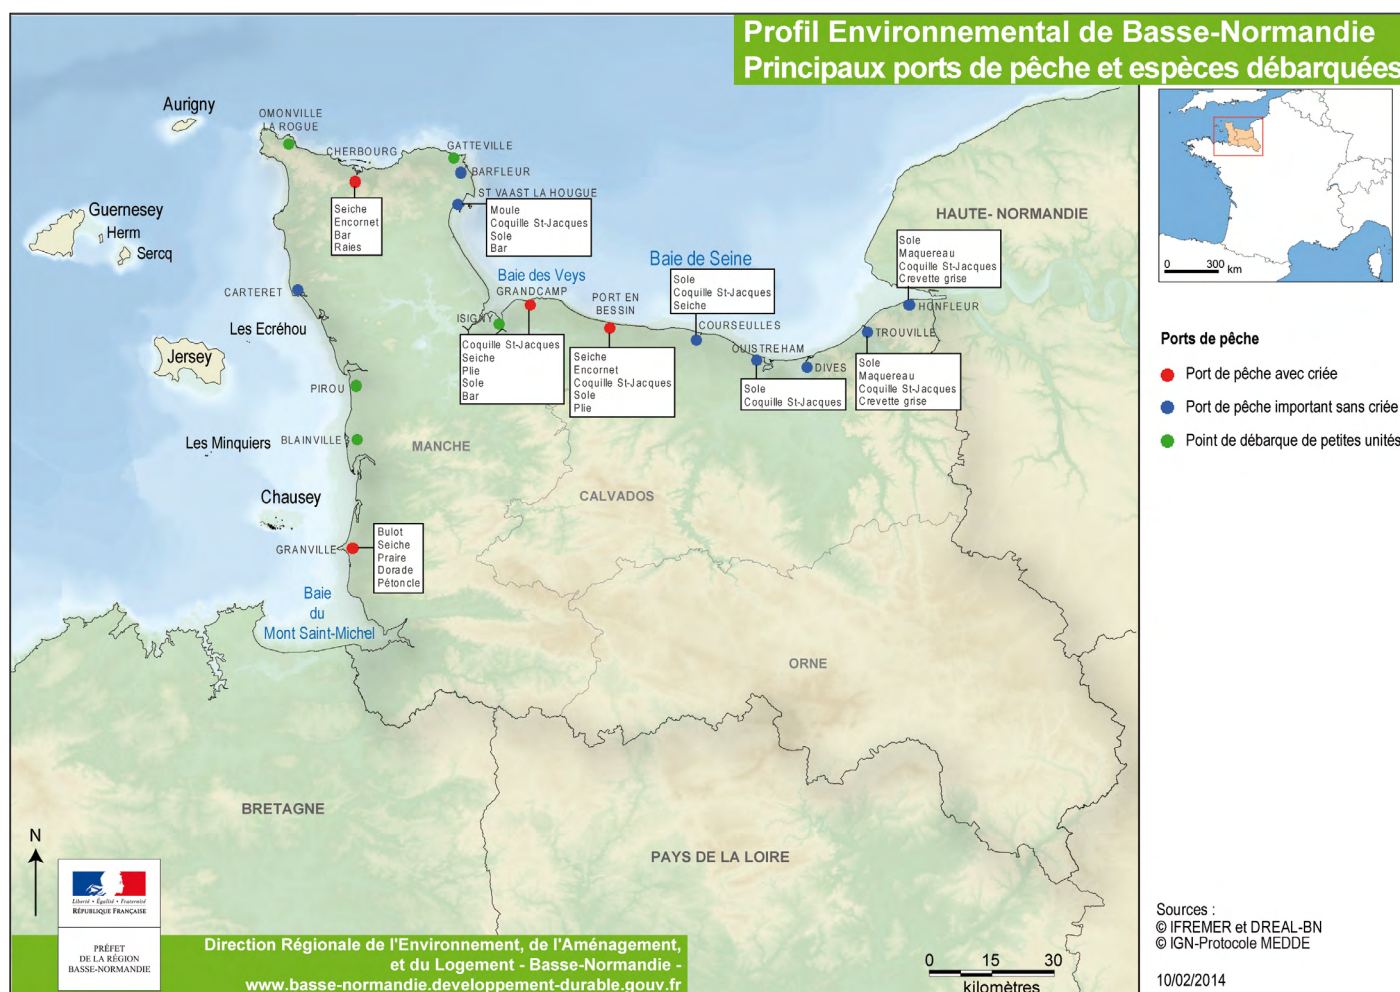 Profil Environnemental de Basse-Normandie
Principaux ports de pêche et espèces débarquées
Aurigny
OMONVILLE
LA ROGUE
CHERBOURG
GATTEVILLE
BARFLEUR
ST VAAST LA HOUGUE
Seiche
Encornet
Bar
Raies
Moule
Coquille St-Jacques
Sole
Bar
Guernesey
Herm
Sercq
HAUTE- NORMANDIE
Sole
Maquereau
Coquille St-Jacques
Crevette grise
Baie de Seine
Baie des Veys
GRANDCAMP
PORT EN
BESSIN
Sole
Coquille St-Jacques
Seiche
CARTERET
Les Ecréhou
ISIGNY
COURSEULLES
HONFLEUR
TROUVILLE
OUISTREHAM
DIVES
Jersey
Coquille St-Jacques
Seiche
Plie
Sole
Bar
Seiche
Encornet
Coquille St-Jacques
Sole
Plie
Sole
Coquille St-Jacques
Sole
Maquereau
Coquille St-Jacques
Crevette grise
PIROU
Les Minquiers
BLAINVILLE
MANCHE
CALVADOS
Chausey
GRANVILLE
Bulot
Seiche
Praire
Dorade
Pétoncle
Baie
du
Mont Saint-Michel
ORNE
BRETAGNE
PAYS DE LA LOIRE
N
Liberté • Égalité • Fraternité
RÉPUBLIQUE FRANÇAISE
PRÉFET
DE LA RÉGION
BASSE-NORMANDIE
Direction Régionale de l'Environnement, de l'Aménagement,
et du Logement - Basse-Normandie -
www.basse-normandie.developpement-durable.gouv.fr
0 15 30
kilomètres
0 300 km
Ports de pêche
Port de pêche avec criée
Port de pêche important sans criée
Point de débarque de petites unités
Sources :
© IFREMER et DREAL-BN
© IGN-Protocole MEDDE
10/02/2014